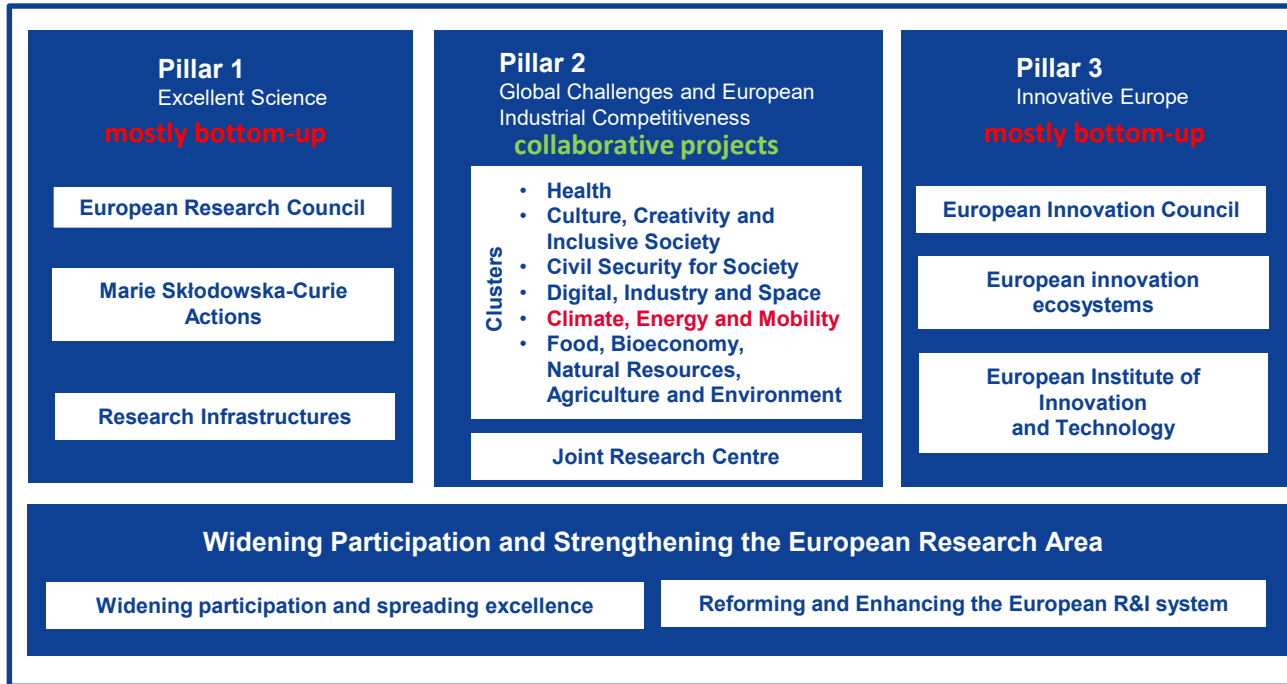 Pillar 1
Excellent Science
mostly bottom-up
European Research Council
Marie Skłodowska-Curie
Actions
Research Infrastructures
Pillar 2
Global Challenges and European
Industrial Competitiveness
collaborative projects
Clusters
• Health
• Culture, Creativity and
Inclusive Society
• Civil Security for Society
• Digital, Industry and Space
• Climate, Energy and Mobility
• Food, Bioeconomy,
Natural Resources,
Agriculture and Environment
Joint Research Centre
Pillar 3
Innovative Europe
mostly bottom-up
European Innovation Council
European innovation
ecosystems
European Institute of
Innovation
and Technology
Widening Participation and Strengthening the European Research Area
Widening participation and spreading excellence
Reforming and Enhancing the European R&I system